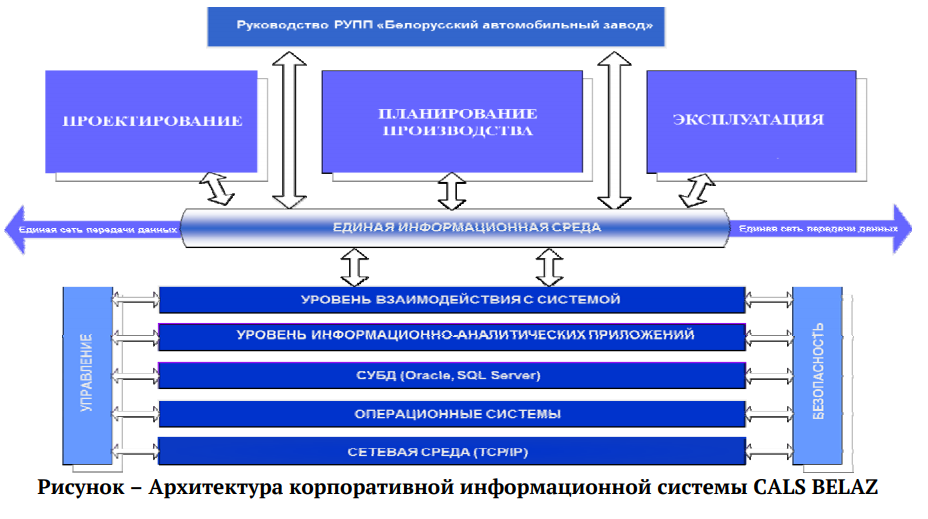 Руководство РУПП «Белорусский автомобильный завод»
ПРОЕКТИРОВАНИЕ
ПЛАНИРОВАНИЕ
ПРОИЗВОДСТВА
ЭКСПЛУАТАЦИЯ
Единая сеть передачи данных
ЕДИНАЯ ИНФОРМАЦИОННАЯ СРЕДА
Единая сеть передачи данных
УПРАВЛЕНИЕ
УРОВЕНЬ ВЗАИМОДЕЙСТВИЯ С СИСТЕМОЙ
УРОВЕНЬ ИНФОРМАЦИОННО-АНАЛИТИЧЕСКИХ ПРИЛОЖЕНИЙ
СУБД (Oracle, SQL Server)
ОПЕРАЦИОННЫЕ СИСТЕМЫ
СЕТЕВАЯ СРЕДА (TCP/IP)
БЕЗОПАСНОСТЬ
Рисунок – Архитектура корпоративной информационной системы CALS BELAZ